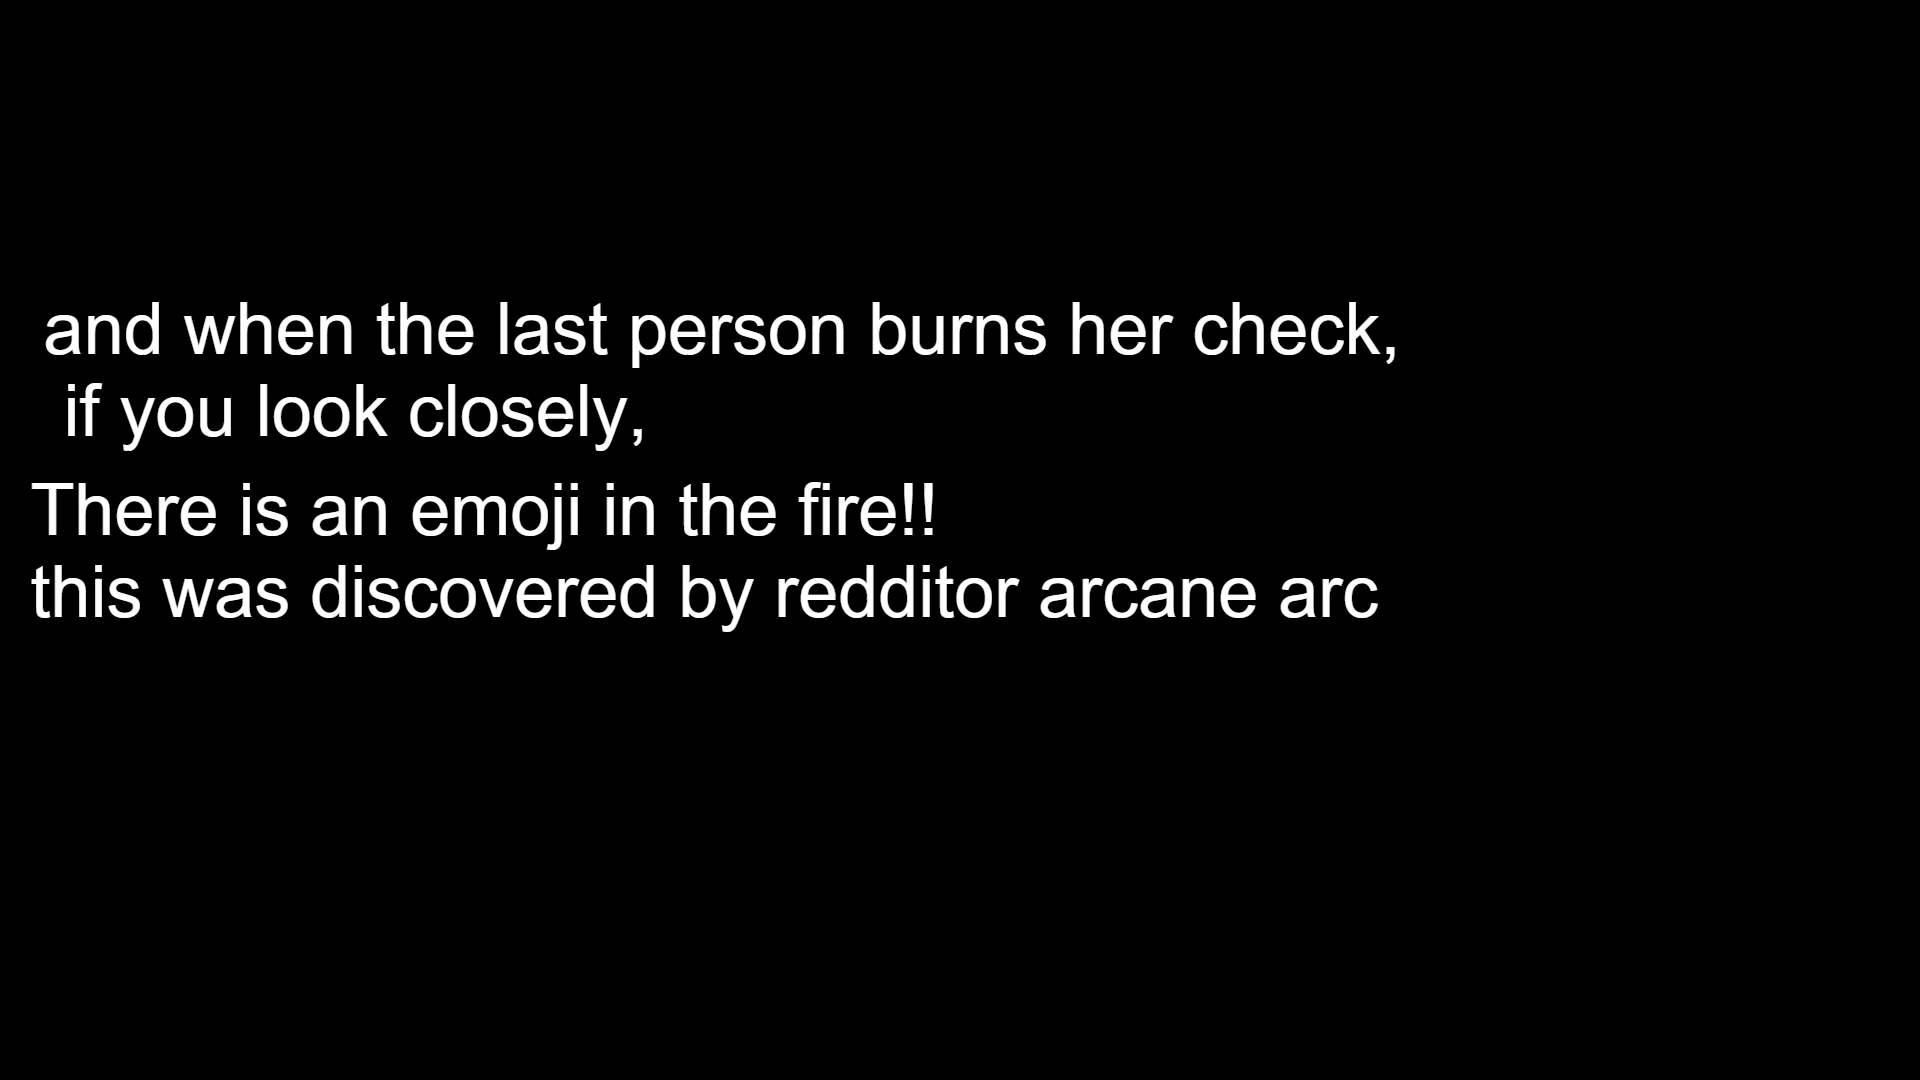 and when the last person burns her check,
if you look closely,
There is an emoji in the fire!!
this was discovered by redditor arcane arc